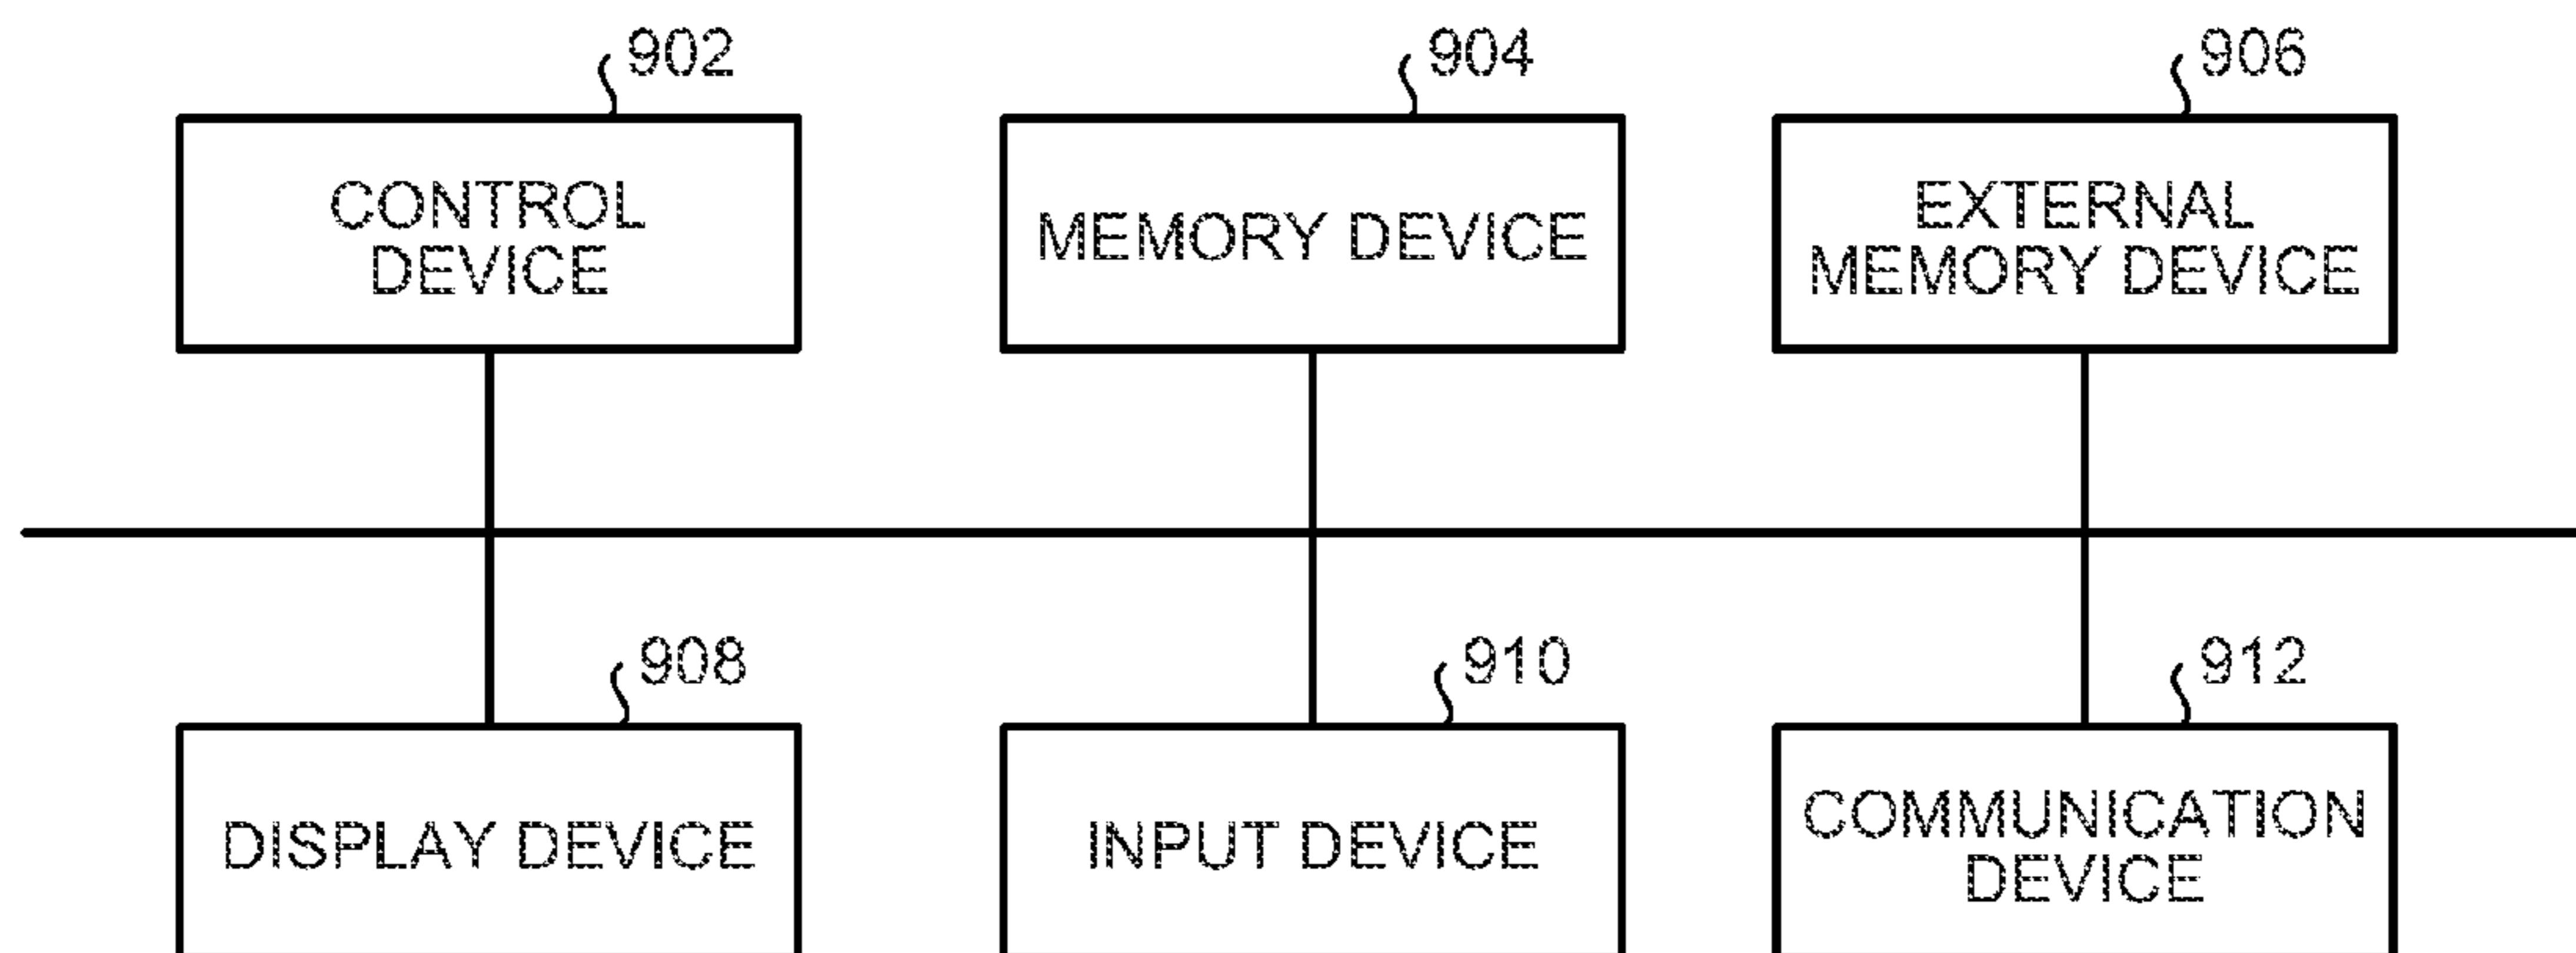 902
904
906
CONTROL
DEVICE
MEMORY DEVICE
EXTERNAL
MEMORY DEVICE
908
910
912
DISPLAY DEVICE
INPUT DEVICE
COMMUNICATION
DEVICE